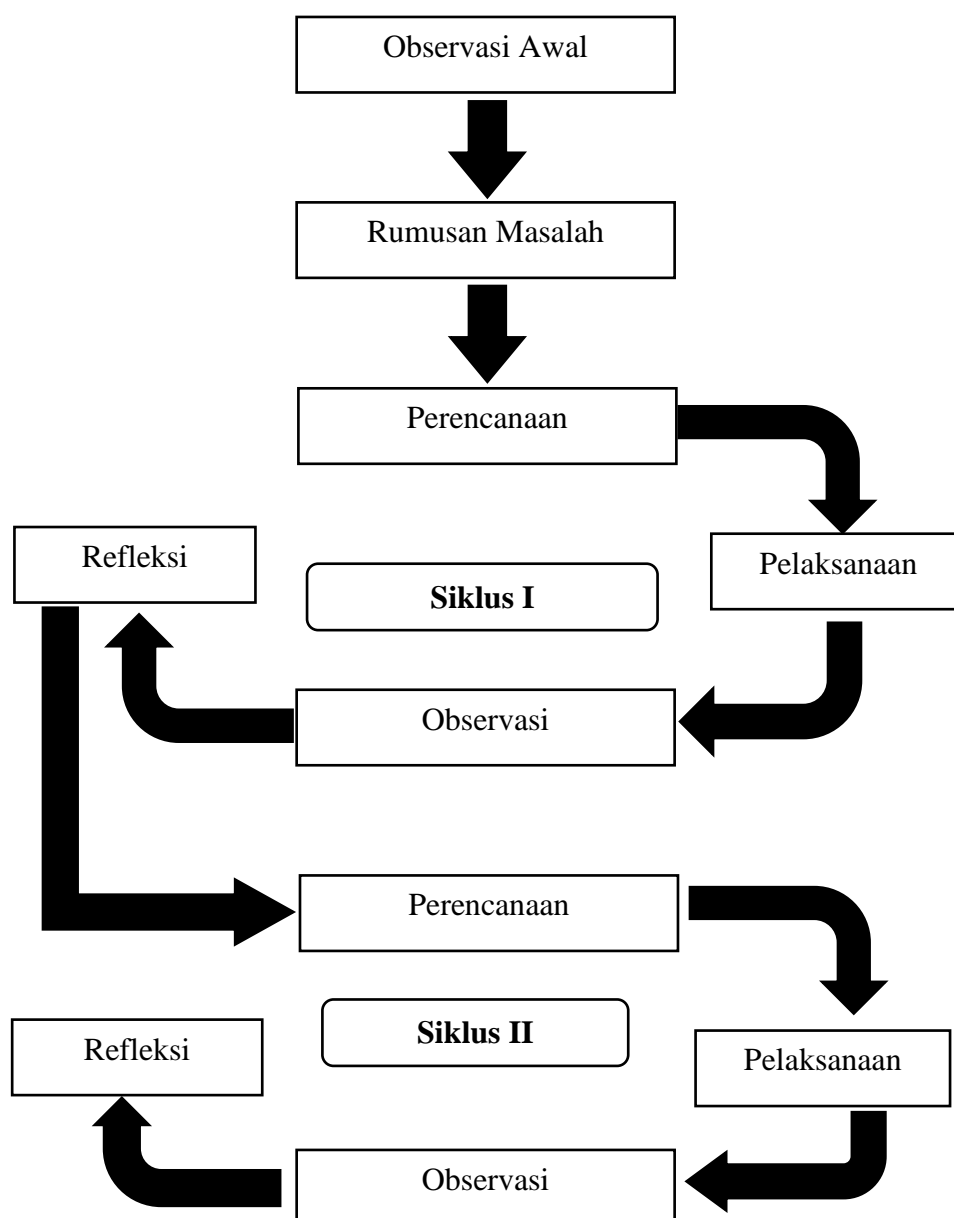 Observasi Awal
Rumusan Masalah
Perencanaan
Refleksi
Pelaksanaan
Siklus I
Observasi
Perencanaan
Siklus II
Refleksi
Pelaksanaan
Observasi